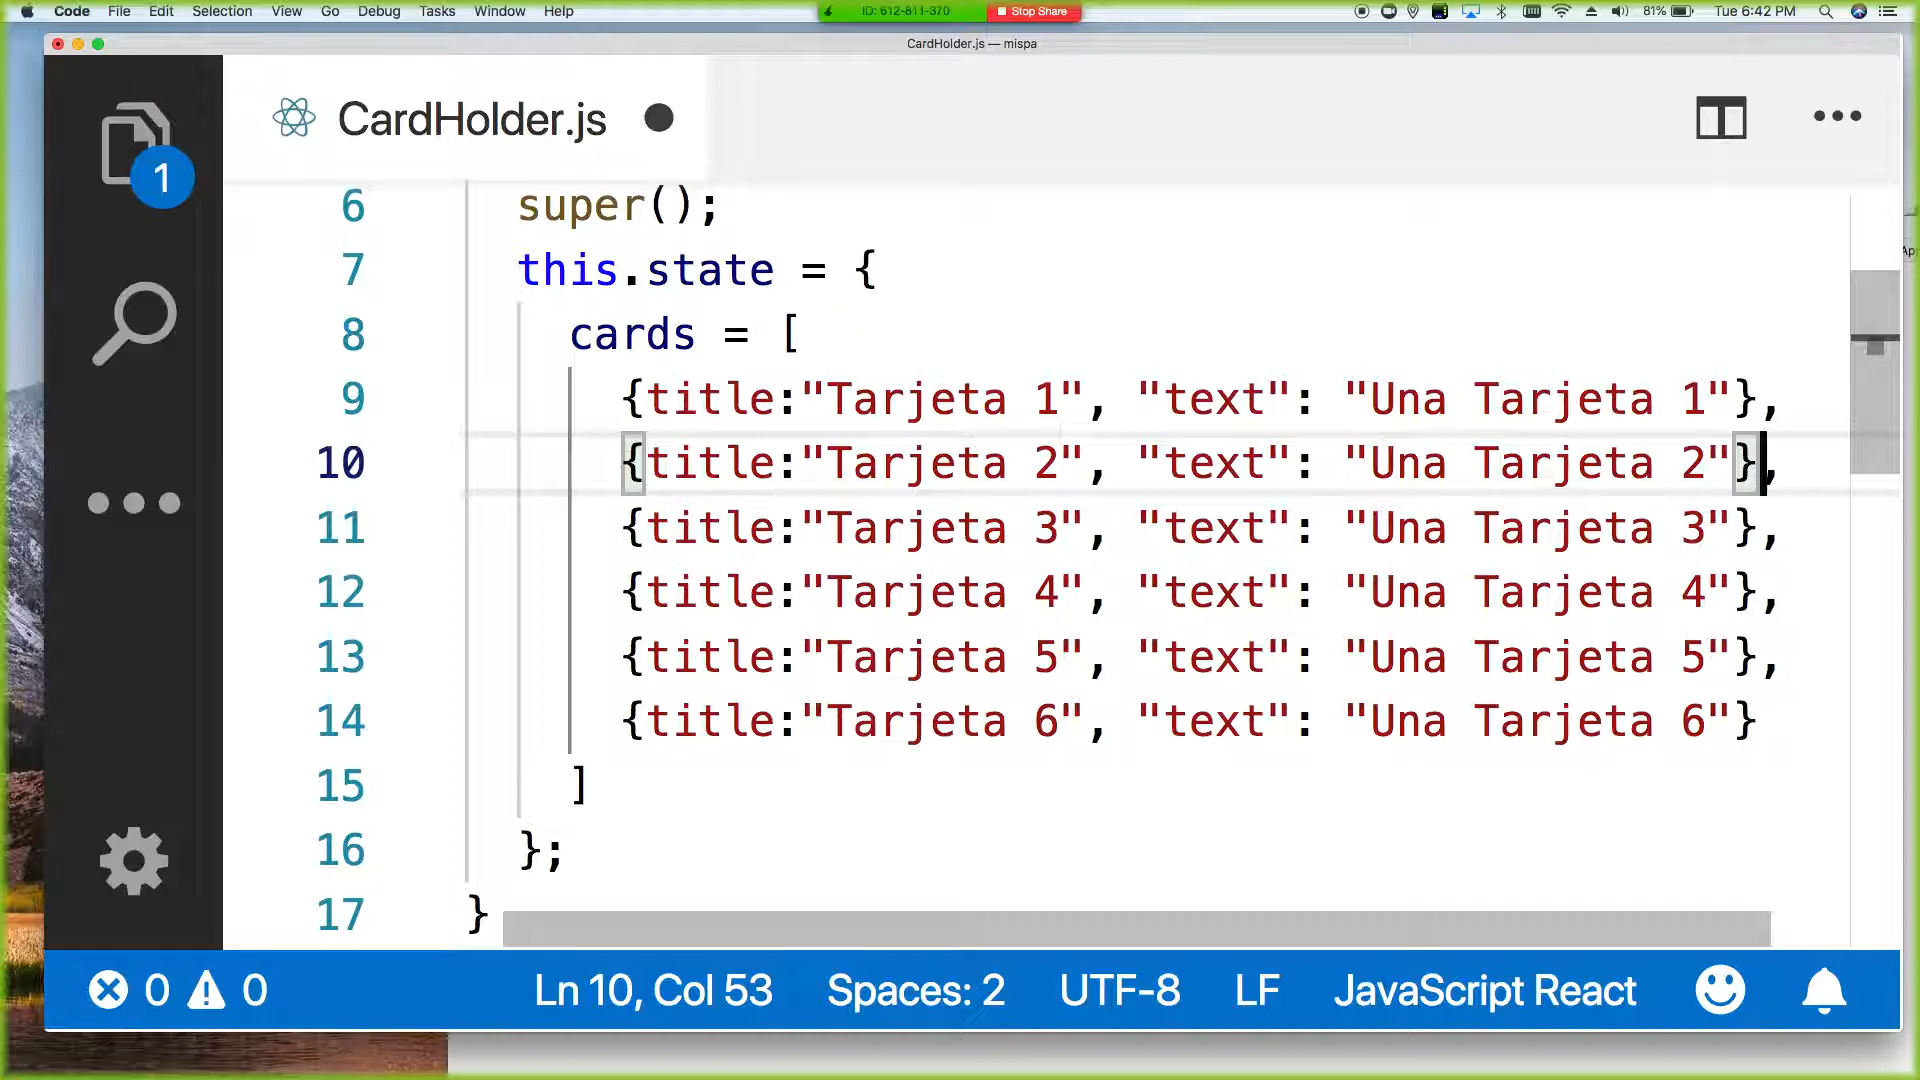 Code File Edit Selection View Go Debug Tasks Window Help ID: 612-811-370 Stop Share 81% Tue 6:42 PM
CardHolder.js — mispa
CardHolder.js
1
6 super();
7 this.state = {
8 cards = [
9 {title:"Tarjeta 1", "text": "Una Tarjeta 1"},
10 {title:"Tarjeta 2", "text": "Una Tarjeta 2"},
11 {title:"Tarjeta 3", "text": "Una Tarjeta 3"},
12 {title:"Tarjeta 4", "text": "Una Tarjeta 4"},
13 {title:"Tarjeta 5", "text": "Una Tarjeta 5"},
14 {title:"Tarjeta 6", "text": "Una Tarjeta 6"}
15 ]
16 };
17 }
0 0 Ln 10, Col 53 Spaces: 2 UTF-8 LF JavaScript React